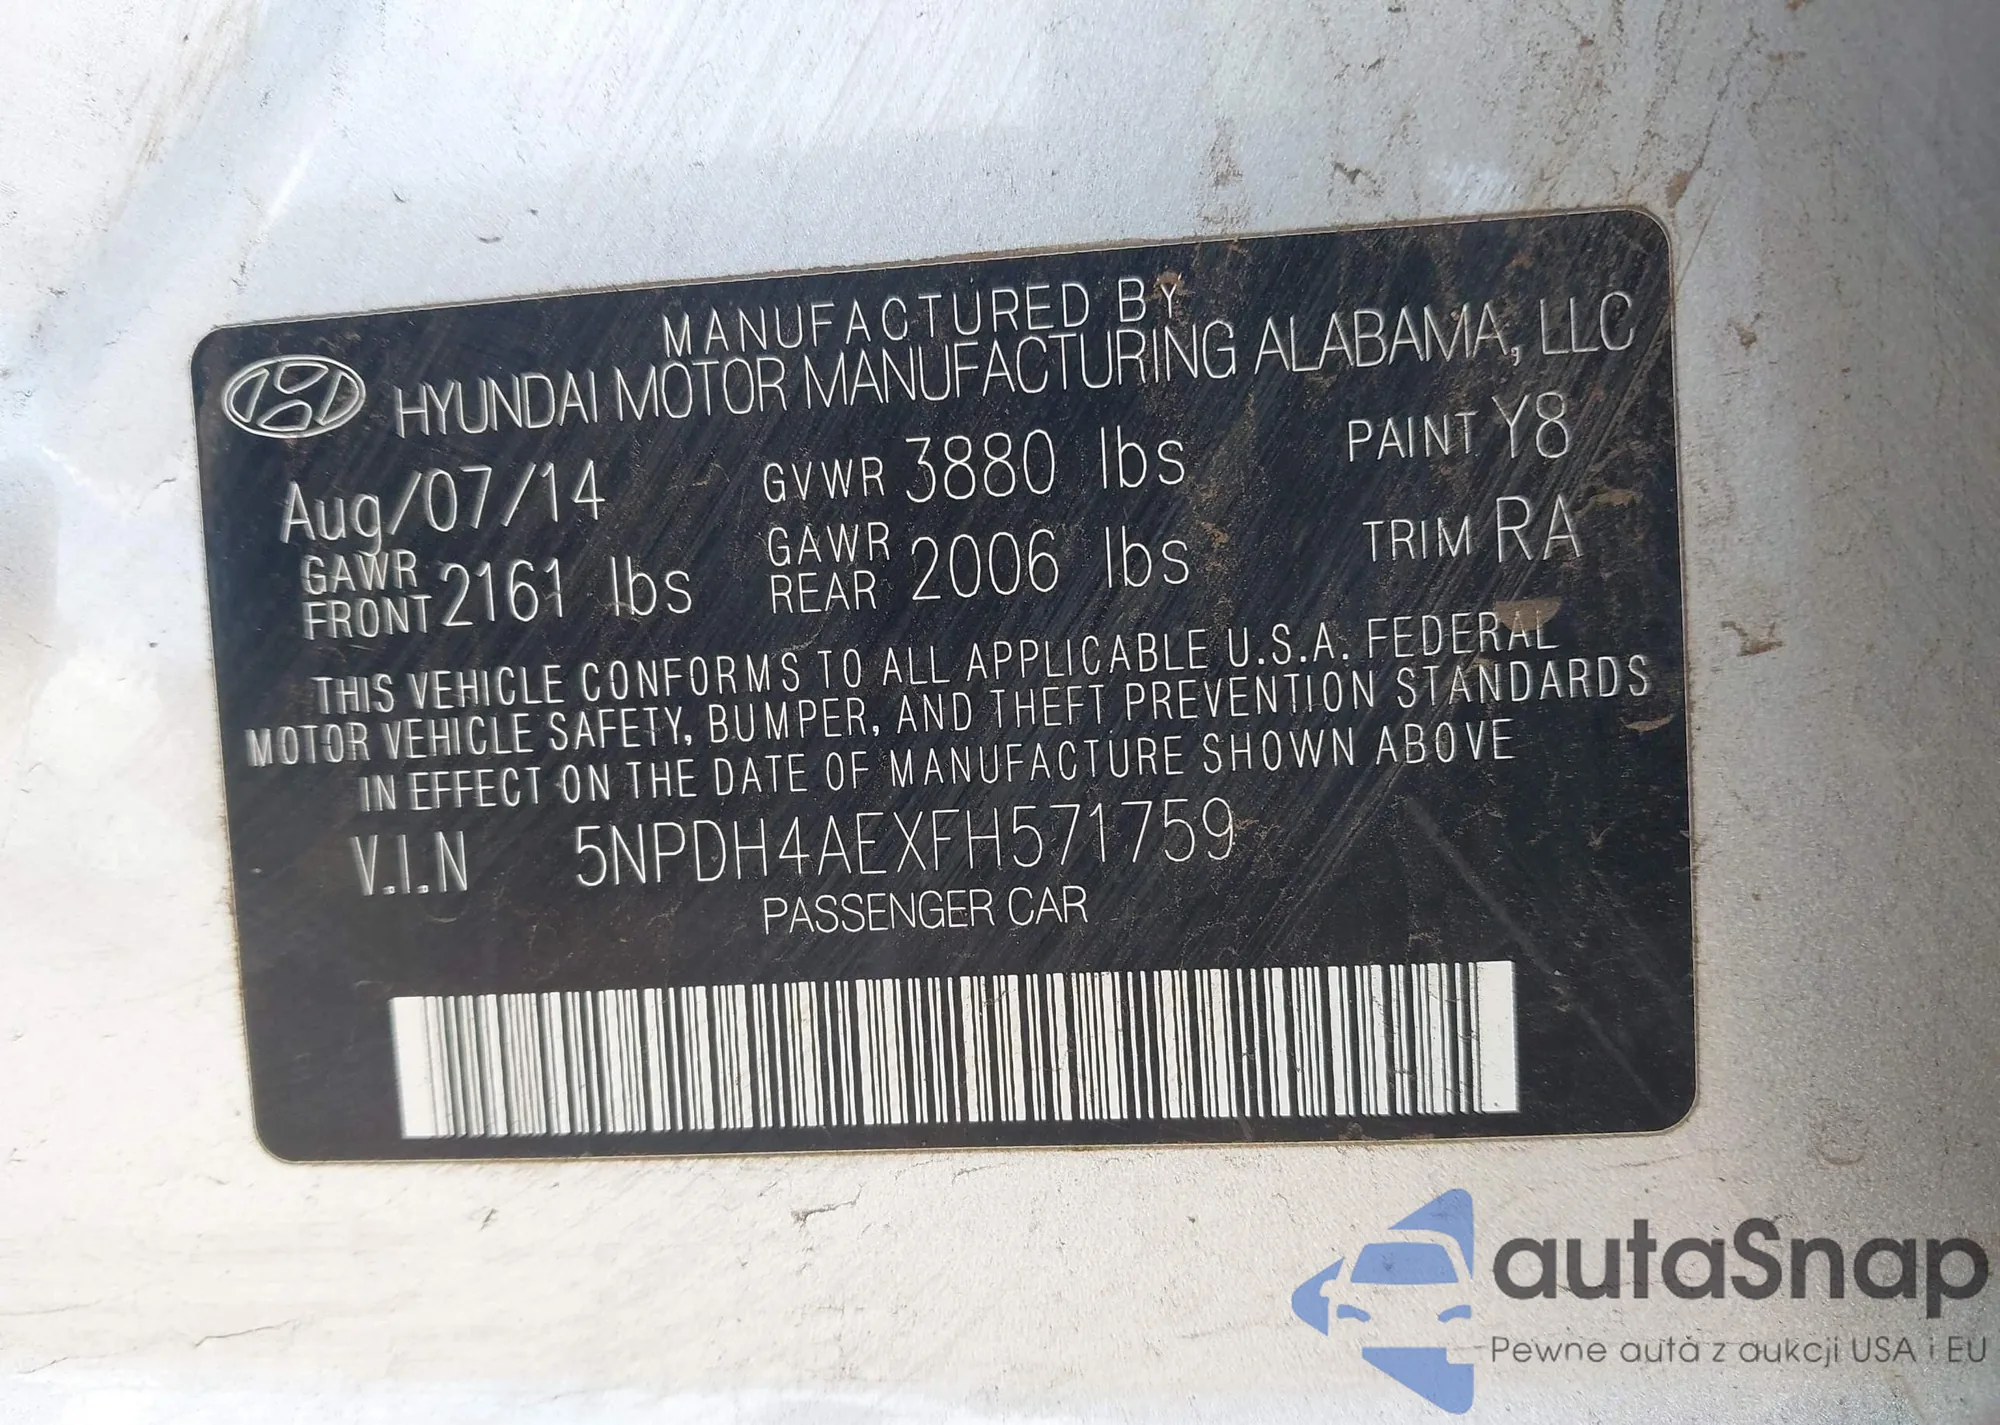 MANUFACTURED BY
HYUNDAI MOTOR MANUFACTURING ALABAMA, LLC
Aug/07/14 GVWR 3880 lbs PAINT Y8
GAWR FRONT 2161 lbs GAWR REAR 2006 lbs TRIM RA
THIS VEHICLE CONFORMS TO ALL APPLICABLE U.S.A. FEDERAL
MOTOR VEHICLE SAFETY, BUMPER, AND THEFT PREVENTION STANDARDS
IN EFFECT ON THE DATE OF MANUFACTURE SHOWN ABOVE
V.I.N 5NPDH4AEXFH571759
PASSENGER CAR
autaSnap
Pewne auta z aukcji USA i EU